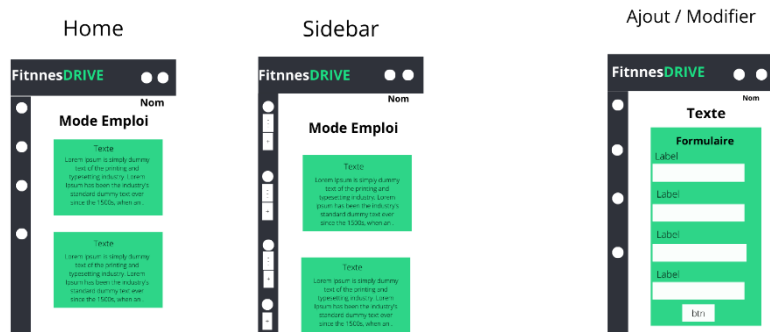 Home
FitnnesDRIVE
Nom
Mode Emploi
Texte
Lorem Ipsum is simply dummy
text of the printing and
typesetting industry. Lorem
Ipsum has been the industry's
standard dummy text ever
since the 1500s, when an .
Texte
Lorem Ipsum is simply dummy
text of the printing and
typesetting industry. Lorem
Ipsum has been the industry's
standard dummy text ever
since the 1500s, when an .
Sidebar
FitnnesDRIVE
Nom
Mode Emploi
Texte
Lorem Ipsum is simply dummy
text of the printing and
typesetting industry. Lorem
Ipsum has been the industry's
standard dummy text ever
since the 1500s, when an .
Texte
Lorem Ipsum is simply dummy
text of the printing and
typesetting industry. Lorem
Ipsum has been the industry's
standard dummy text ever
since the 1500s, when an .
Ajout / Modifier
FitnnesDRIVE
Nom
Texte
Formulaire
Label
Label
Label
Label
btn